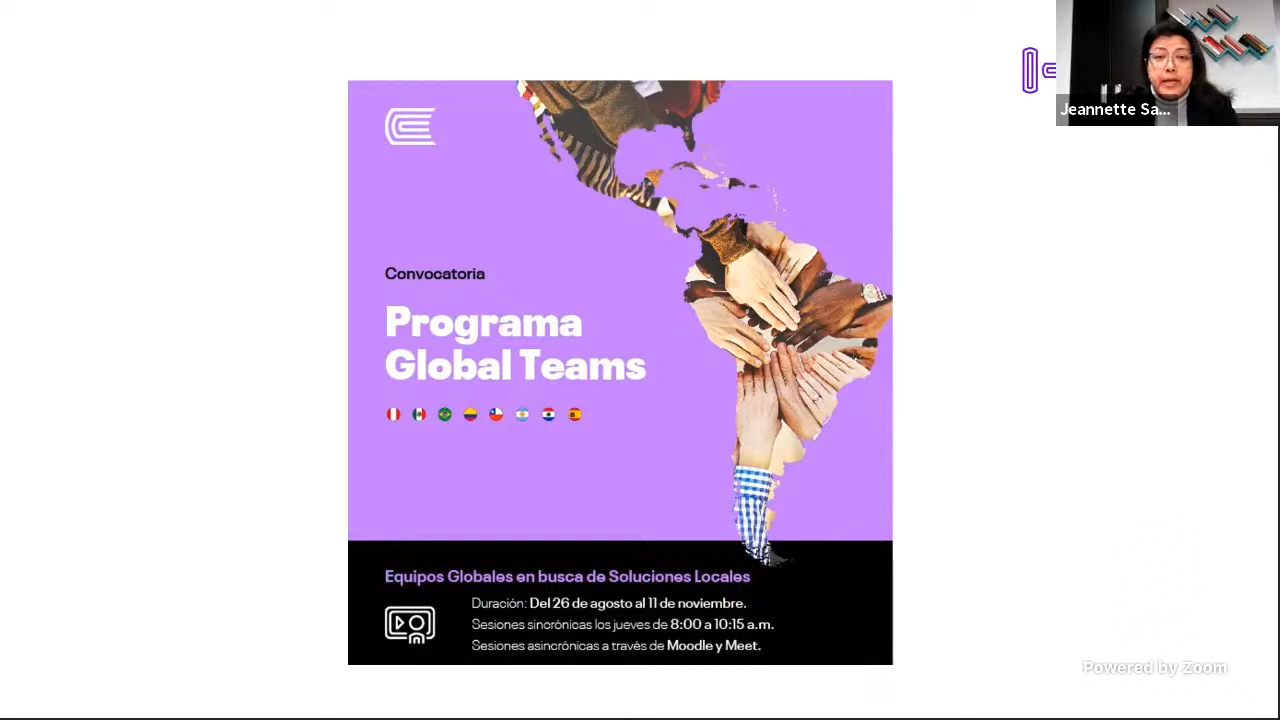 Jeannette Sa...
Convocatoria
Programa
Global Teams
Equipos Globales en busca de Soluciones Locales
Duración: Del 26 de agosto al 11 de noviembre.
Sesiones sincrónicas los jueves de 8:00 a 10:15 a.m.
Sesiones asincrónicas a través de Moodle y Meet.
Powered by Zoom